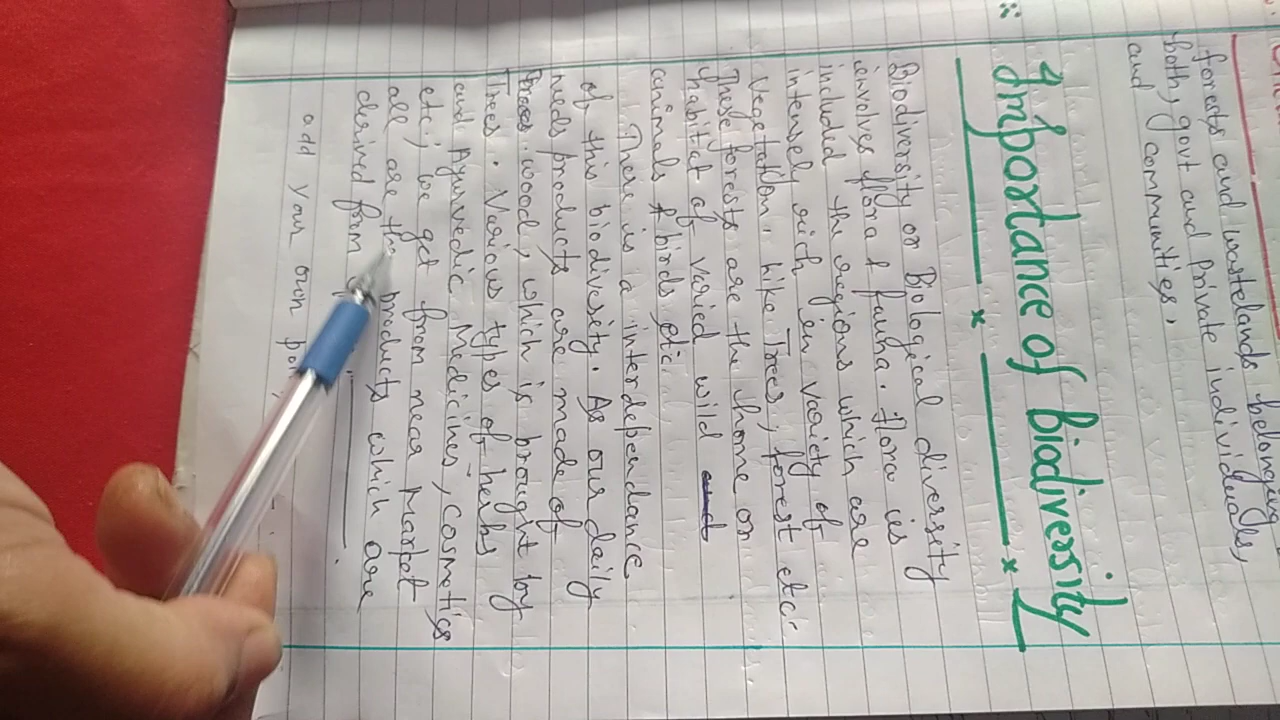 forests and wastelands belonging
both, govt and private individuals,
and communities.
Importance of biodiversity
Biodiversity or Biological diversity
involves flora & fauna. flora is
included the regions which are
intensely rich in variety of
vegetation. like Trees, forest etc.
These forests are the home or
habitat of varied wild
animals & birds etc.
There is a interdependance
of this biodiversity. As our daily
needs products are made of
wood, which is brought by
Trees. Various types of herbs
and Ayurvedic Medicins, cosmatics
etc; we get from near market
all are the products which are
derived from
add your own